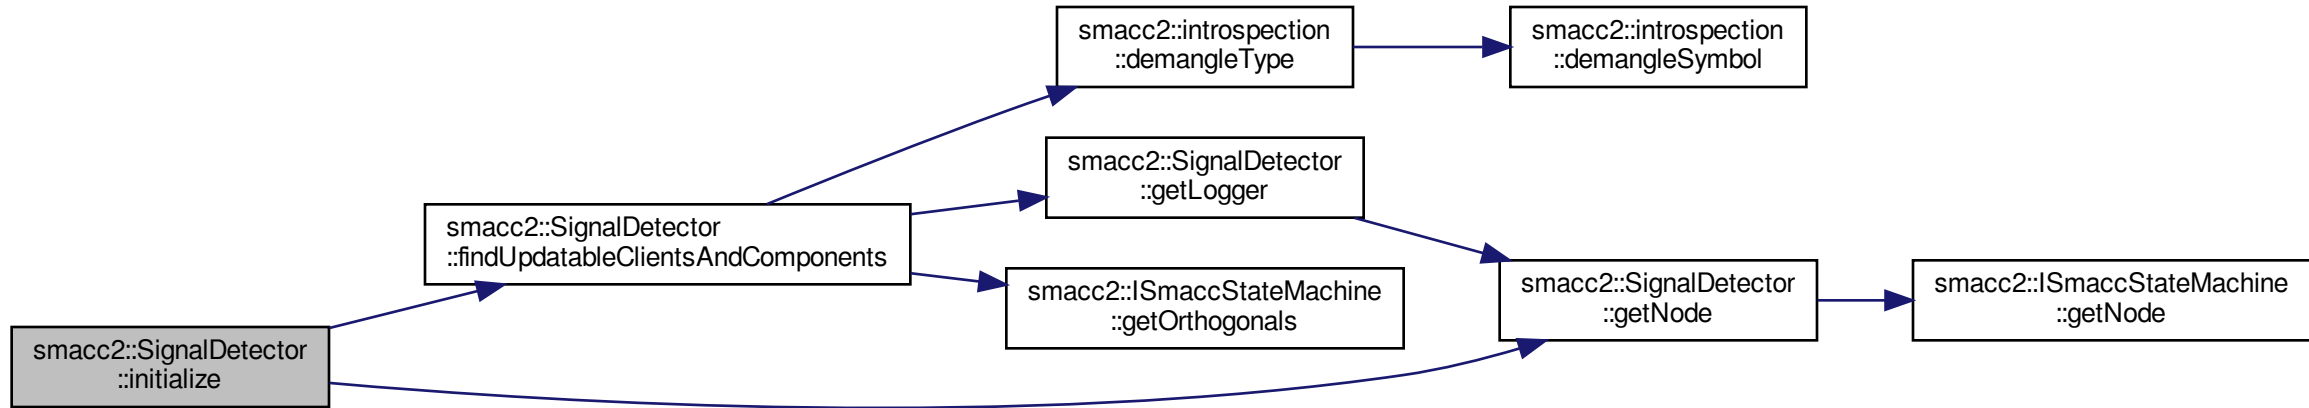 smacc2::introspection
::demangleType
smacc2::introspection
::demangleSymbol
smacc2::SignalDetector
::getLogger
smacc2::SignalDetector
::findUpdatableClientsAndComponents
smacc2::ISmaccStateMachine
::getOrthogonals
smacc2::SignalDetector
::getNode
smacc2::ISmaccStateMachine
::getNode
smacc2::SignalDetector
::initialize